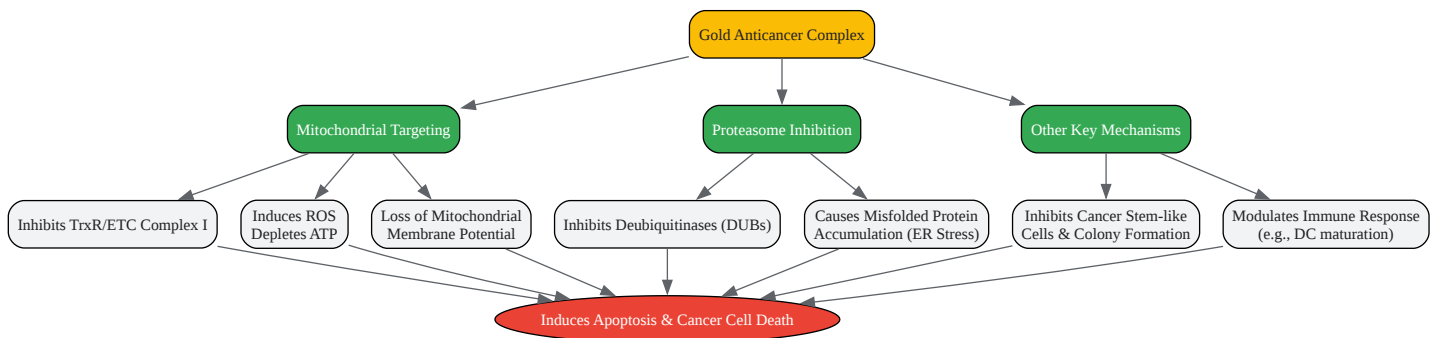 Gold Anticancer Complex
Mitochondrial Targeting
Proteasome Inhibition
Other Key Mechanisms
Inhibits TrxR/ETC Complex I
Induces ROS
Depletes ATP
Loss of Mitochondrial
Membrane Potential
Inhibits Deubiquitinases (DUBs)
Causes Misfolded Protein
Accumulation (ER Stress)
Inhibits Cancer Stem-like
Cells & Colony Formation
Modulates Immune Response
(e.g., DC maturation)
Induces Apoptosis & Cancer Cell Death